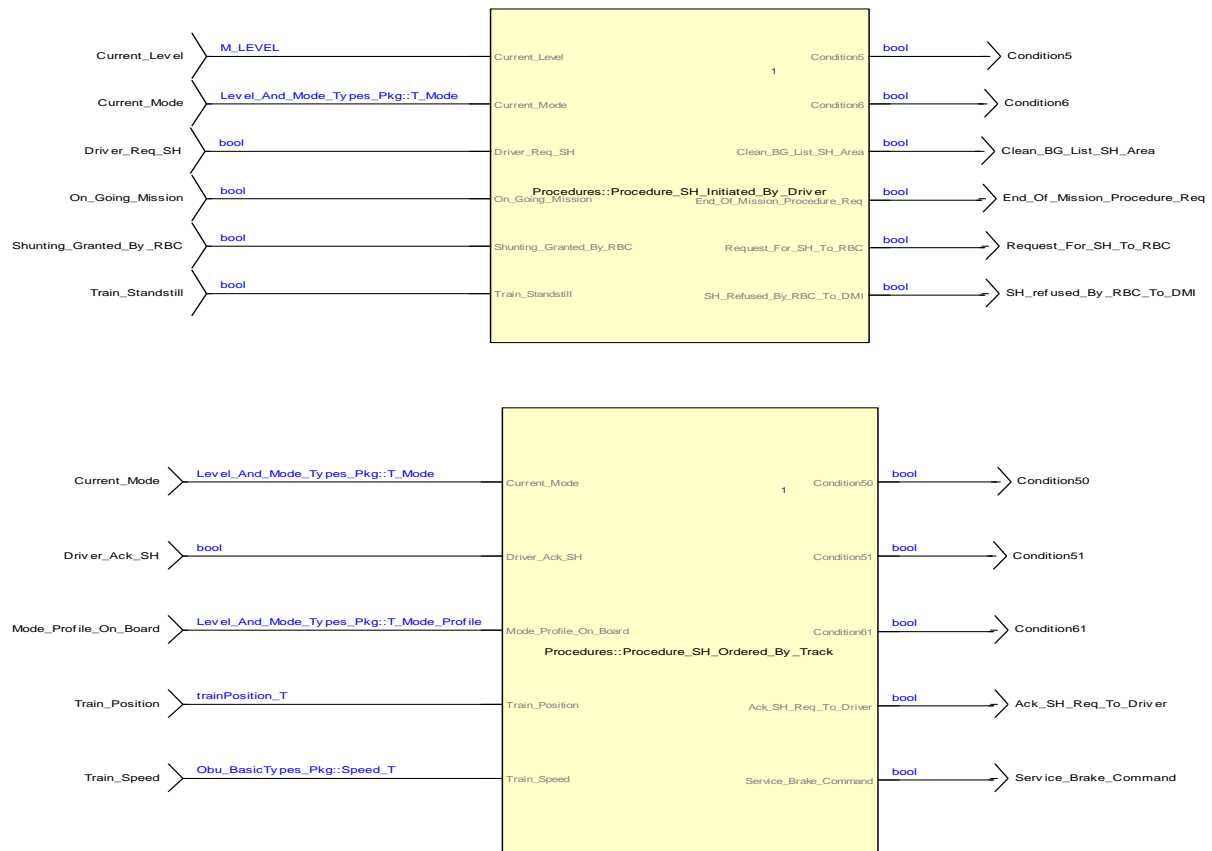 Current_Level M_LEVEL Current_Level Condition5 bool Condition5
1
Current_Mode Level_And_Mode_Types_Pkg::T_Mode Current_Mode Condition6 bool Condition6
Driver_Req_SH bool Driver_Req_SH Clean_BG_List_SH_Area bool Clean_BG_List_SH_Area
Procedures::Procedure_SH_Initiated_By_Driver
On_Going_Mission bool On_Going_Mission End_Of_Mission_Procedure_Req bool End_Of_Mission_Procedure_Req
Shunting_Granted_By_RBC bool Shunting_Granted_By_RBC Request_For_SH_To_RBC bool Request_For_SH_To_RBC
Train_Standstill bool Train_Standstill SH_Refused_By_RBC_To_DMI bool SH_refused_By_RBC_To_DMI
Current_Mode Level_And_Mode_Types_Pkg::T_Mode Current_Mode Condition50 bool Condition50
1
Driver_Ack_SH bool Driver_Ack_SH Condition51 bool Condition51
Mode_Profile_On_Board Level_And_Mode_Types_Pkg::T_Mode_Profile Mode_Profile_On_Board Condition61 bool Condition61
Procedures::Procedure_SH_Ordered_By_Track
Train_Position trainPosition_T Train_Position Ack_SH_Req_To_Driver bool Ack_SH_Req_To_Driver
Train_Speed Obu_BasicTypes_Pkg::Speed_T Train_Speed Service_Brake_Command bool Service_Brake_Command